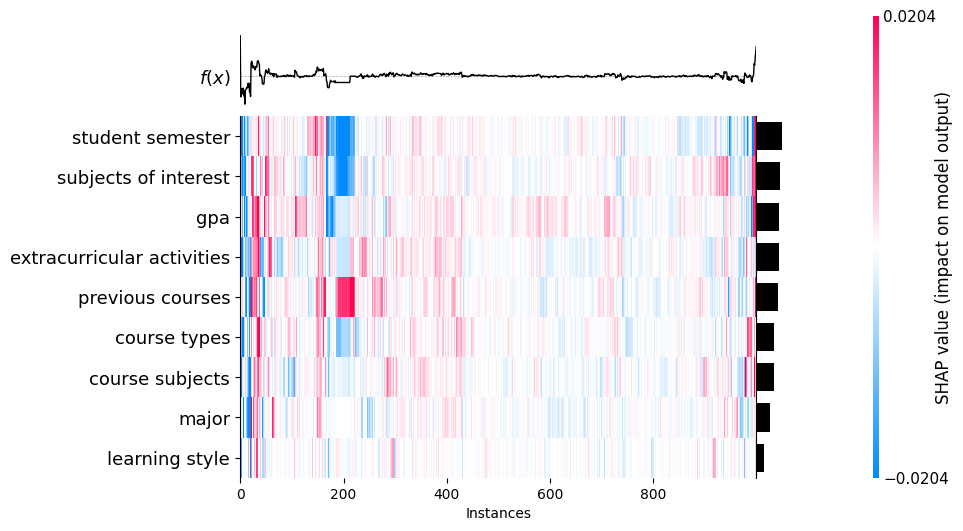 0.0204
f(x)
student semester
subjects of interest
gpa
extracurricular activities
previous courses
course types
course subjects
major
learning style
SHAP value (impact on model output)
−0.0204
0 200 400 600 800
Instances